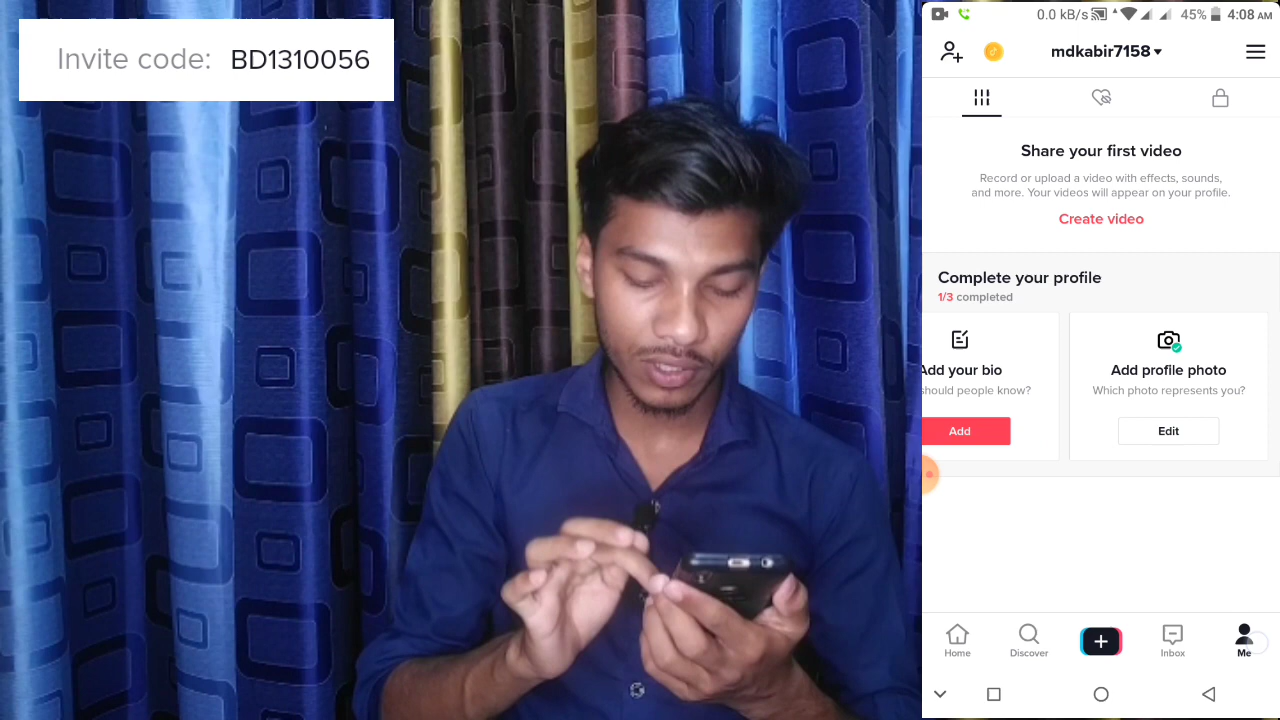 Invite code: BD1310056
0.0 kB/s 45% 4:08 AM
mdkabir7158
Share your first video
Record or upload a video with effects, sounds,
and more. Your videos will appear on your profile.
Create video
Complete your profile
1/3 completed
Add your bio
should people know?
Add
Add profile photo
Which photo represents you?
Edit
Home
Discover
Inbox
Me